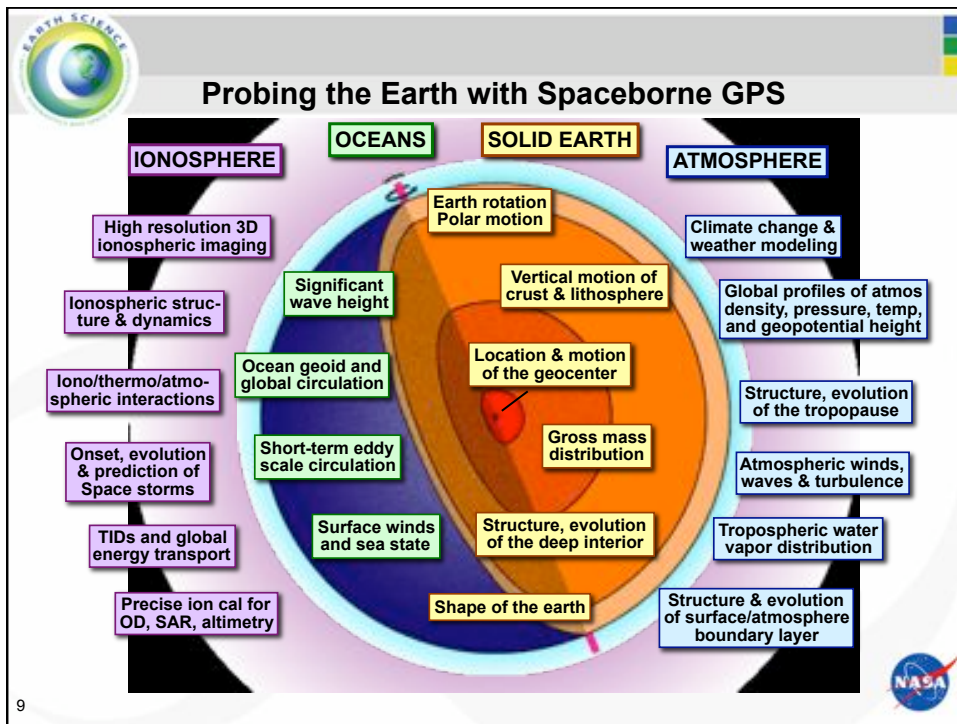 EARTH SCIENCE
Probing the Earth with Spaceborne GPS
IONOSPHERE
OCEANS
SOLID EARTH
ATMOSPHERE
High resolution 3D
ionospheric imaging
Ionospheric struc-
ture & dynamics
Iono/thermo/atmo-
spheric interactions
Onset, evolution
& prediction of
Space storms
TIDs and global
energy transport
Precise ion cal for
OD, SAR, altimetry
Significant
wave height
Ocean geoid and
global circulation
Short-term eddy
scale circulation
Surface winds
and sea state
Earth rotation
Polar motion
Vertical motion of
crust & lithosphere
Location & motion
of the geocenter
Gross mass
distribution
Structure, evolution
of the deep interior
Shape of the earth
Climate change &
weather modeling
Global profiles of atmos
density, pressure, temp,
and geopotential height
Structure, evolution
of the tropopause
Atmospheric winds,
waves & turbulence
Tropospheric water
vapor distribution
Structure & evolution
of surface/atmosphere
boundary layer
NASA
9